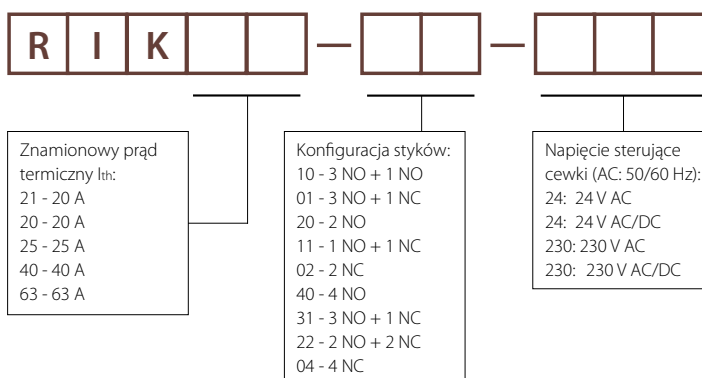 R I K — —
Znamionowy prąd
termiczny Ith:
21 - 20 A
20 - 20 A
25 - 25 A
40 - 40 A
63 - 63 A
Konfiguracja styków:
10 - 3 NO + 1 NO
01 - 3 NO + 1 NC
20 - 2 NO
11 - 1 NO + 1 NC
02 - 2 NC
40 - 4 NO
31 - 3 NO + 1 NC
22 - 2 NO + 2 NC
04 - 4 NC
Napięcie sterujące
cewki (AC: 50/60 Hz):
24: 24 V AC
24: 24 V AC/DC
230: 230 V AC
230: 230 V AC/DC